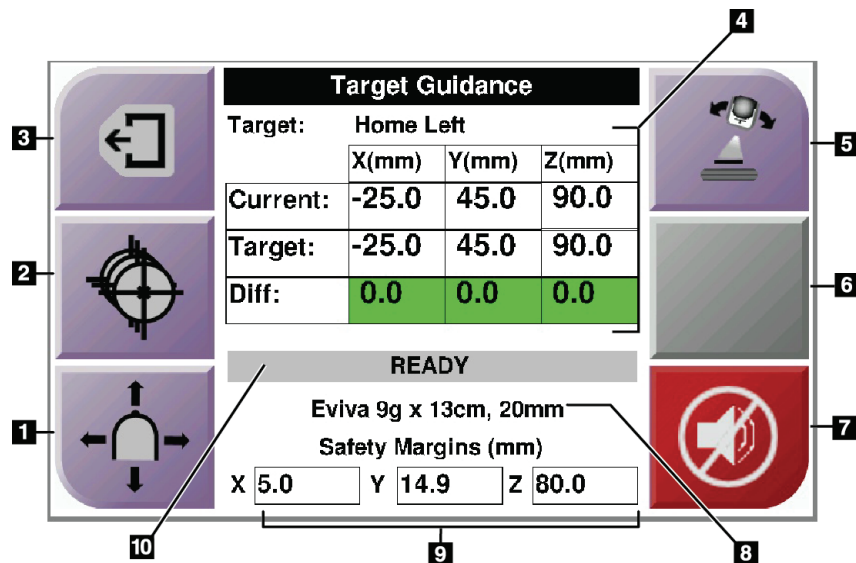 4
Target Guidance
3
Target: Home Left
5
X(mm) Y(mm) Z(mm)
Current: -25.0 45.0 90.0
2
Target: -25.0 45.0 90.0
6
Diff: 0.0 0.0 0.0
READY
1
Eviva 9g x 13cm, 20mm
7
Safety Margins (mm)
X 5.0 Y 14.9 Z 80.0
10
9
8